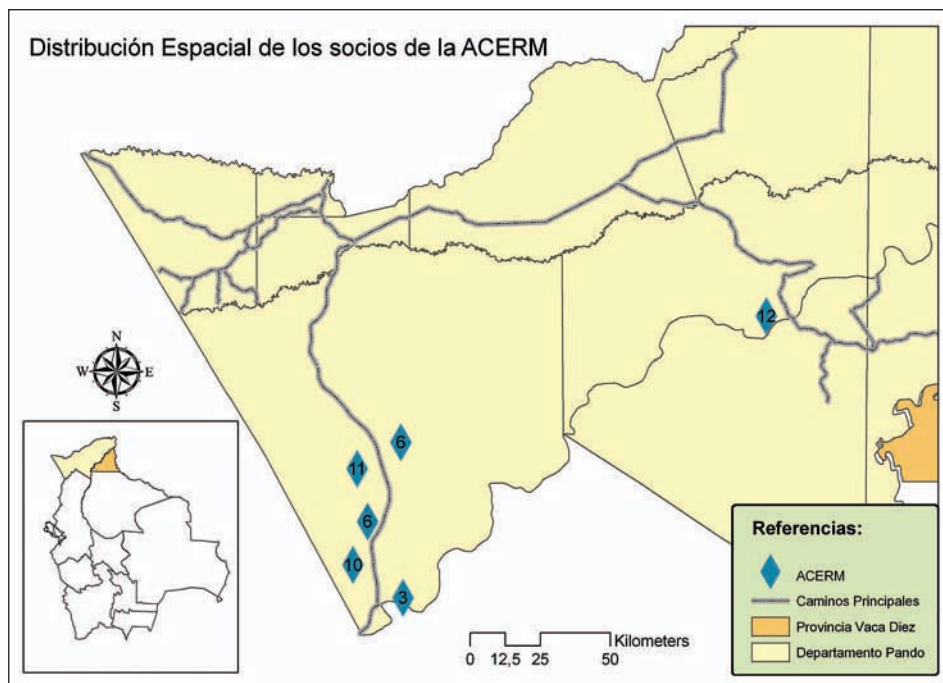 Distribución Espacial de los socios de la ACERM
N
W E
S
12
6
11
6
10
3
Kilometers
0 12,5 25 50
Referencias:
ACERM
Caminos Principales
Provincia Vaca Diez
Departamento Pando